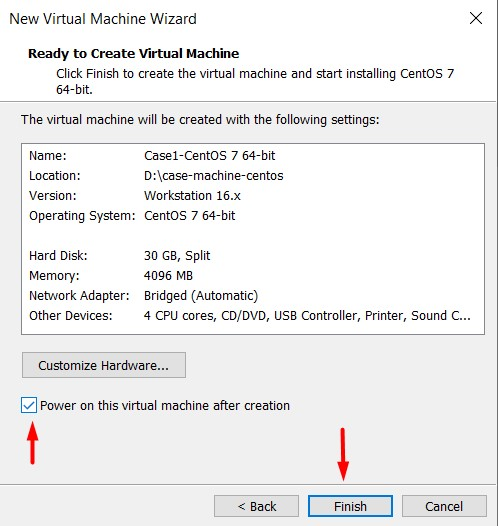 New Virtual Machine Wizard
Ready to Create Virtual Machine
Click Finish to create the virtual machine and start installing CentOS 7
64-bit.
The virtual machine will be created with the following settings:
Name: Case1-CentOS 7 64-bit
Location: D:\case-machine-centos
Version: Workstation 16.x
Operating System: CentOS 7 64-bit
Hard Disk: 30 GB, Split
Memory: 4096 MB
Network Adapter: Bridged (Automatic)
Other Devices: 4 CPU cores, CD/DVD, USB Controller, Printer, Sound C...
Customize Hardware...
Power on this virtual machine after creation
< Back Finish Cancel